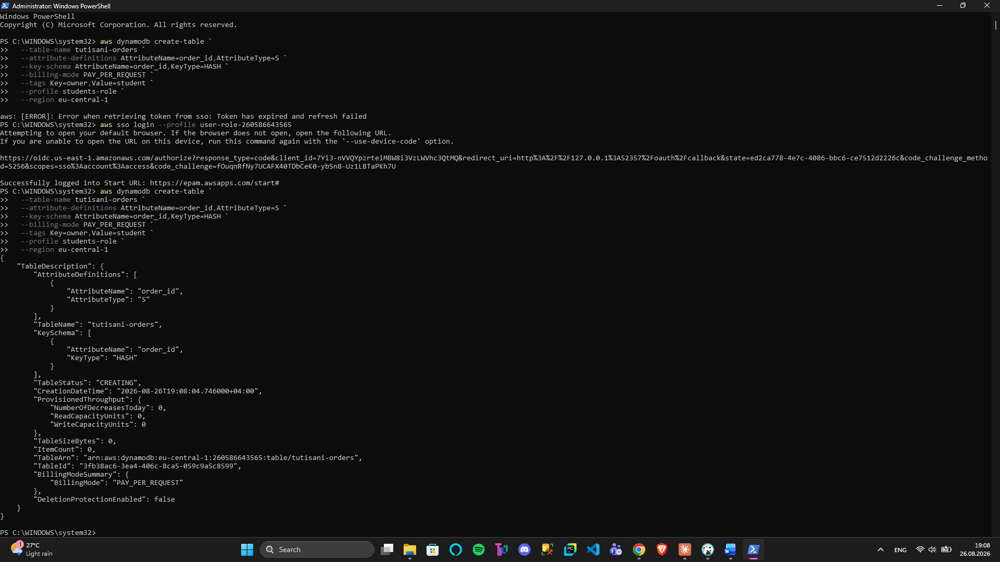 Administrator: Windows PowerShell
Windows PowerShell
Copyright (C) Microsoft Corporation. All rights reserved.
PS C:\WINDOWS\system32> aws dynamodb create-table `
>>   --table-name tutisani-orders `
>>   --attribute-definitions AttributeName=order_id,AttributeType=S `
>>   --key-schema AttributeName=order_id,KeyType=HASH `
>>   --billing-mode PAY_PER_REQUEST `
>>   --tags Key=owner,Value=student `
>>   --profile students-role `
>>   --region eu-central-1
aws: [ERROR]: Error when retrieving token from sso: Token has expired and refresh failed
PS C:\WINDOWS\system32> aws sso login --profile user-role-260586643565
Attempting to open your default browser. If the browser does not open, open the following URL.
If you are unable to open the URL on this device, run this command again with the '--use-device-code' option.
https://oidc.us-east-1.amazonaws.com/authorize?response_type=code&client_id=7Yi3-nVVQYpzrteiMBW8i3VzLWVhc3QtMQ&redirect_uri=http%3A%2F%2F127.0.0.1%3A52357%2Foauth%2Fcallback&state=ed2ca778-4e7c-4086-bbc6-ce7512d2226c&code_challenge_metho
d=S256&scopes=sso%3Aaccount%3Aaccess&code_challenge=fOuqnRfNy7UCAFX40TDbCeK0-ybSn8-Uz1LBTaPKh7U
Successfully logged into Start URL: https://epam.awsapps.com/start#
PS C:\WINDOWS\system32> aws dynamodb create-table `
>>   --table-name tutisani-orders `
>>   --attribute-definitions AttributeName=order_id,AttributeType=S `
>>   --key-schema AttributeName=order_id,KeyType=HASH `
>>   --billing-mode PAY_PER_REQUEST `
>>   --tags Key=owner,Value=student `
>>   --profile students-role `
>>   --region eu-central-1
{
    "TableDescription": {
        "AttributeDefinitions": [
            {
                "AttributeName": "order_id",
                "AttributeType": "S"
            }
        ],
        "TableName": "tutisani-orders",
        "KeySchema": [
            {
                "AttributeName": "order_id",
                "KeyType": "HASH"
            }
        ],
        "TableStatus": "CREATING",
        "CreationDateTime": "2026-08-26T19:08:04.746000+04:00",
        "ProvisionedThroughput": {
            "NumberOfDecreasesToday": 0,
            "ReadCapacityUnits": 0,
            "WriteCapacityUnits": 0
        },
        "TableSizeBytes": 0,
        "ItemCount": 0,
        "TableArn": "arn:aws:dynamodb:eu-central-1:260586643565:table/tutisani-orders",
        "TableId": "3fb38ac6-3ea4-406c-8ca5-059c9a5c8599",
        "BillingModeSummary": {
            "BillingMode": "PAY_PER_REQUEST"
        },
        "DeletionProtectionEnabled": false
    }
}
PS C:\WINDOWS\system32>
1
27°C
Light rain
Search
ENG
19:08
26.08.2026